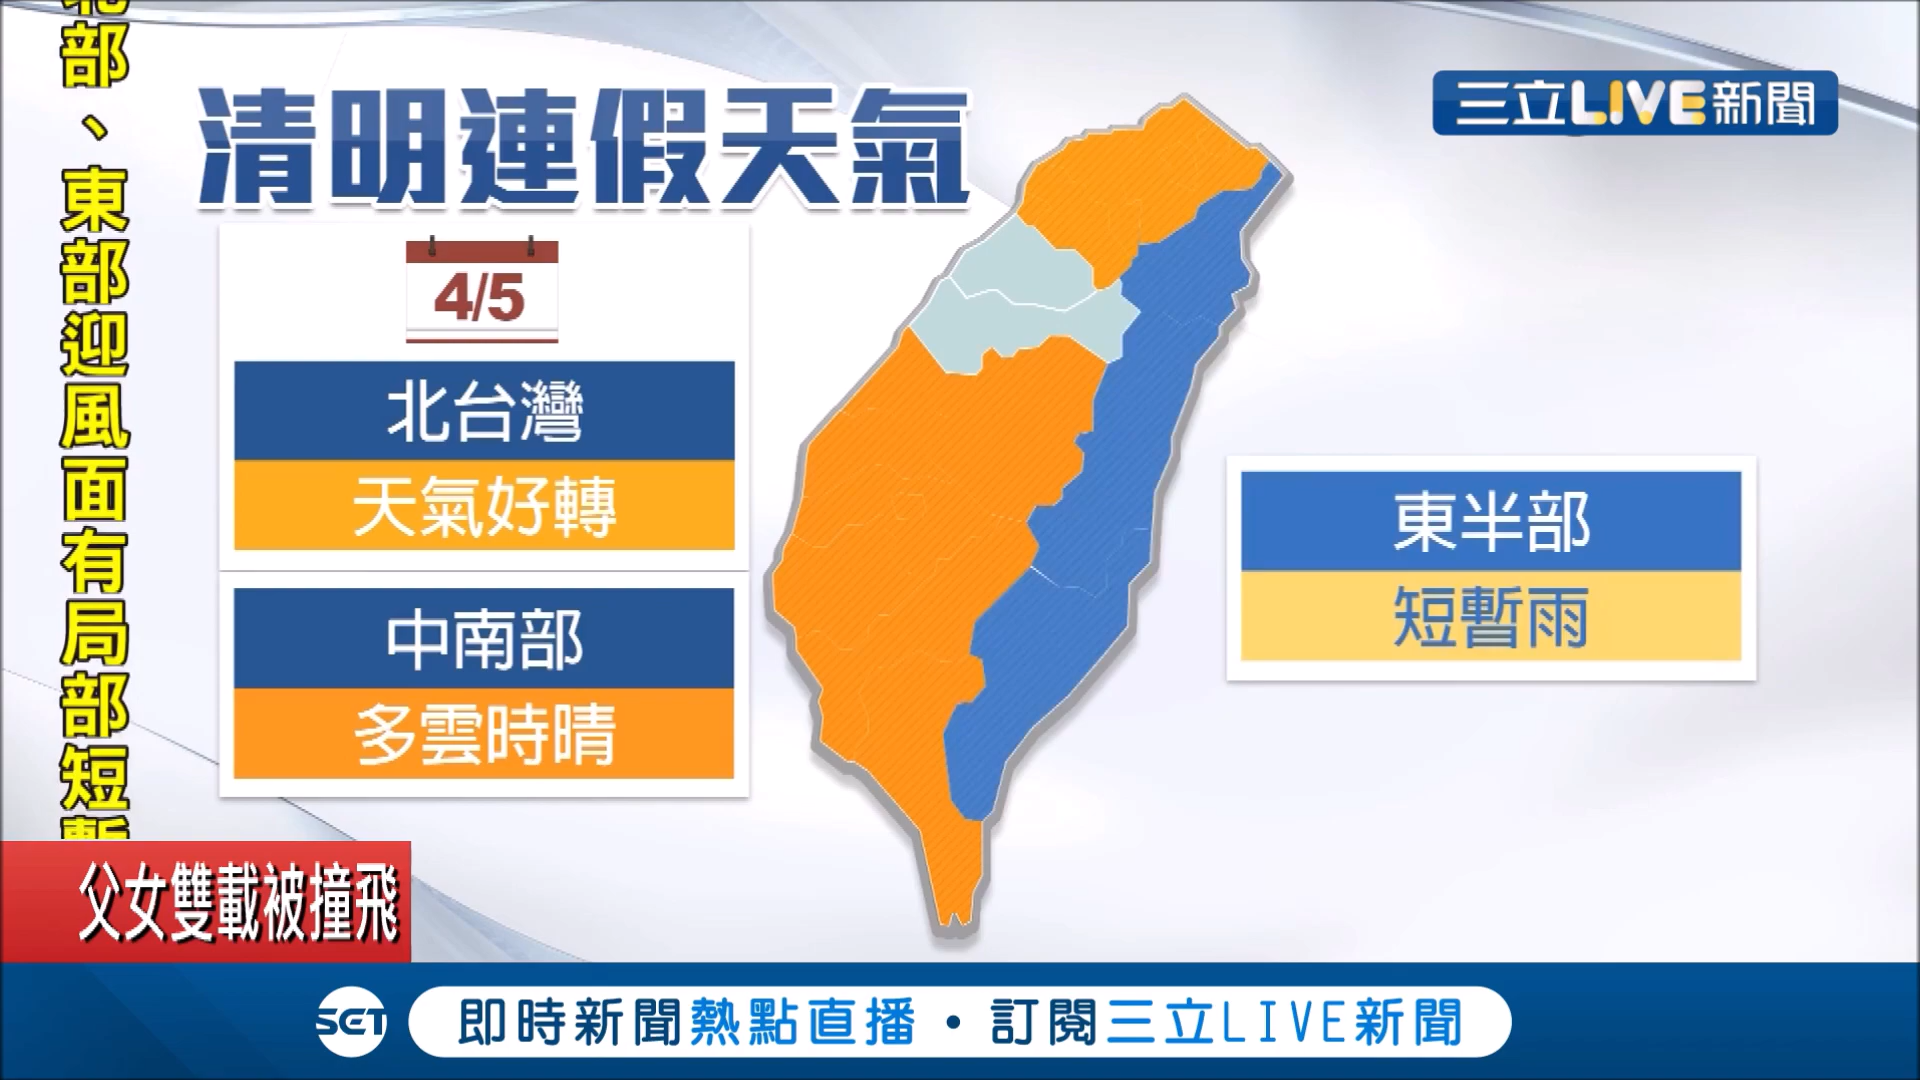 北部、東部迎風面有局部短暫
清明連假天氣
三立LIVE新聞
4/5
北台灣
天氣好轉
中南部
多雲時晴
東半部
短暫雨
父女雙載被撞飛
SET
即時新聞熱點直播・訂閱三立LIVE新聞